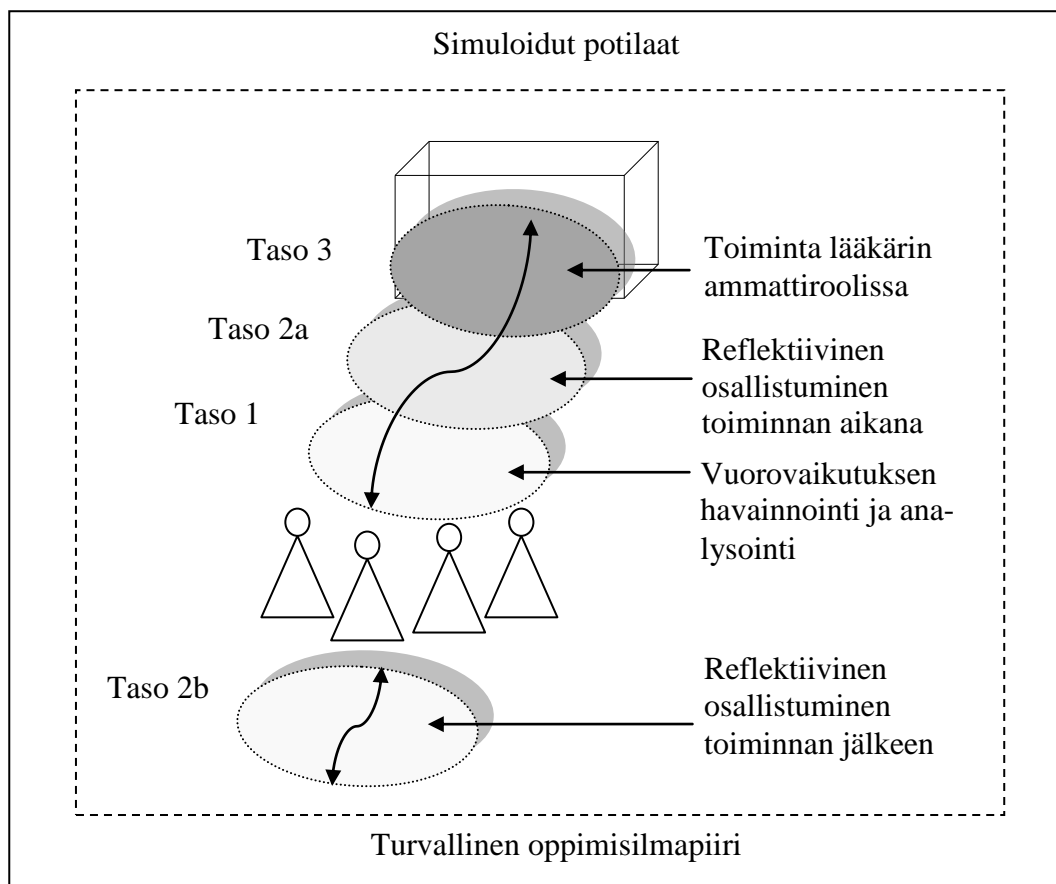 Simuloidut potilaat
Taso 3
Toiminta lääkärin
ammattiroolissa
Taso 2a
Reflektiivinen
osallistuminen
toiminnan aikana
Taso 1
Vuorovaikutuksen
havainnointi ja ana-
lysointi
Taso 2b
Reflektiivinen
osallistuminen
toiminnan jälkeen
Turvallinen oppimisilmapiiri